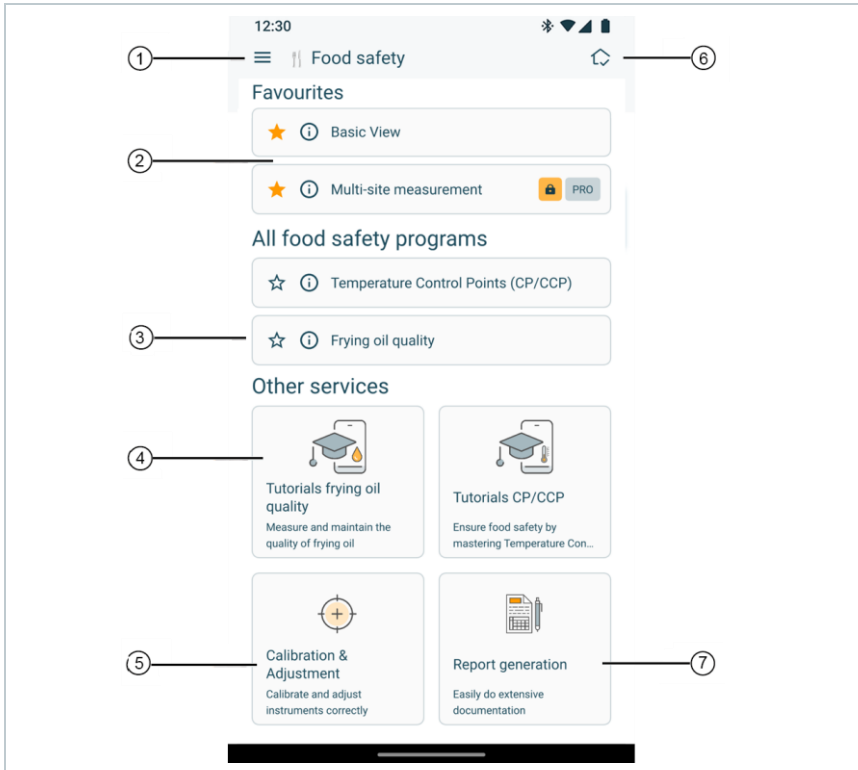 12:30
1
Food safety
6
Favourites
Basic View
2
Multi-site measurement PRO
All food safety programs
Temperature Control Points (CP/CCP)
3
Frying oil quality
Other services
4
Tutorials frying oil
quality
Measure and maintain the
quality of frying oil
Tutorials CP/CCP
Ensure food safety by
mastering Temperature Con...
5
Calibration &
Adjustment
Calibrate and adjust
instruments correctly
Report generation
Easily do extensive
documentation
7